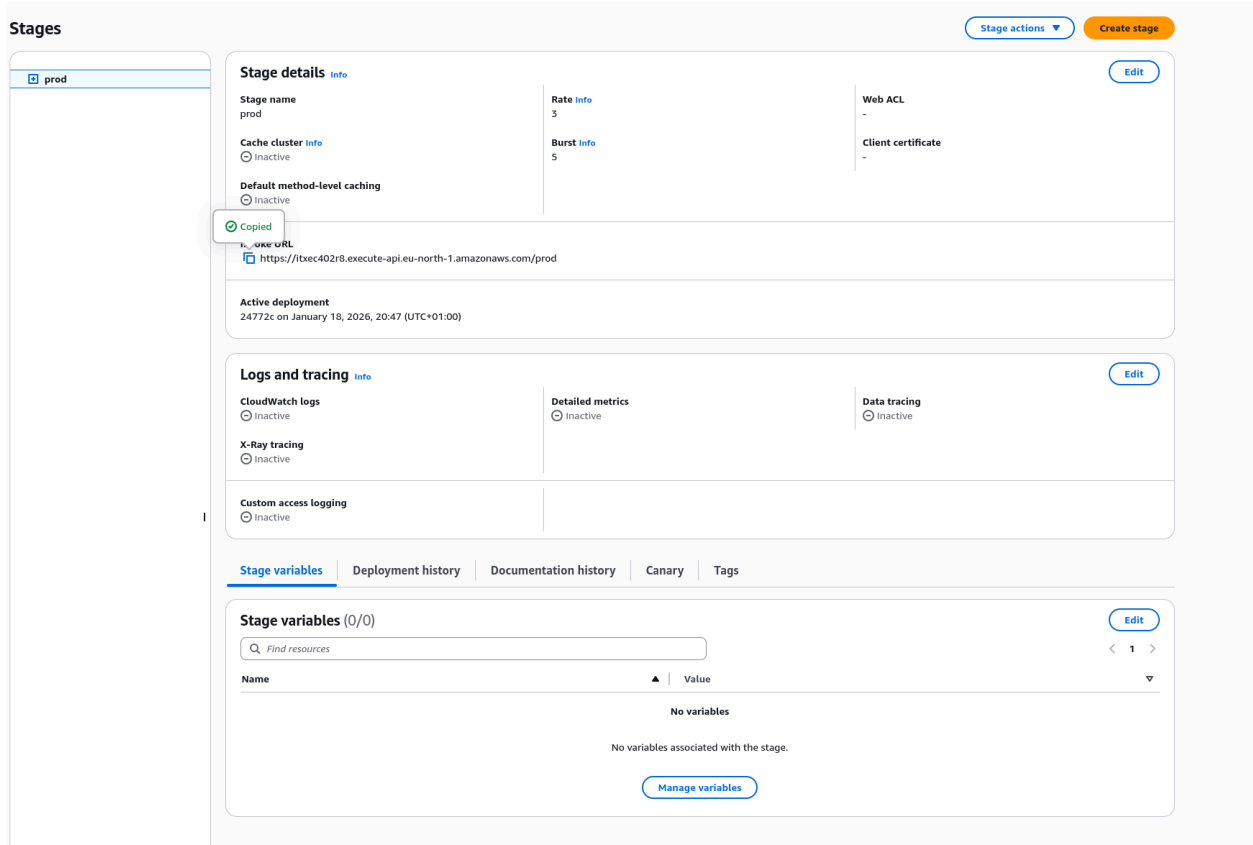 Stages
Stage actions
Create stage
prod
Stage details Info
Edit
Stage name
prod
Rate Info
3
Web ACL
-
Cache cluster Info
Inactive
Burst Info
5
Client certificate
-
Default method-level caching
Inactive
Copied
Invoke URL
https://itxec402r8.execute-api.eu-north-1.amazonaws.com/prod
Active deployment
24772c on January 18, 2026, 20:47 (UTC+01:00)
Logs and tracing Info
Edit
CloudWatch logs
Inactive
Detailed metrics
Inactive
Data tracing
Inactive
X-Ray tracing
Inactive
Custom access logging
Inactive
Stage variables
Deployment history
Documentation history
Canary
Tags
Stage variables (0/0)
Edit
Find resources
1
Name
Value
No variables
No variables associated with the stage.
Manage variables